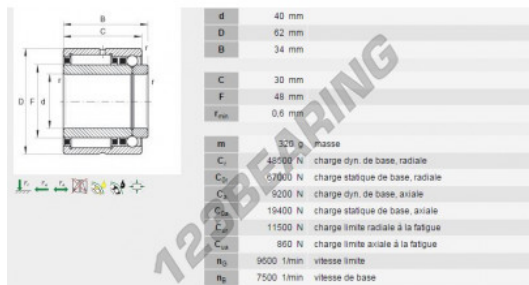 B
C
r
r
D F d
d 40 mm
D 62 mm
B 34 mm
C 30 mm
F 48 mm
rmin 0,6 mm
m 320 g masse
Cr 48500 N charge dyn. de base, radiale
C0r 67000 N charge statique de base, radiale
Ca 9200 N charge dyn. de base, axiale
C0a 19400 N charge statique de base, axiale
Cur 11500 N charge limite radiale à la fatigue
Cua 860 N charge limite axiale à la fatigue
nG 9600 1/min vitesse limite
nB 7500 1/min vitesse de base
123BEARING